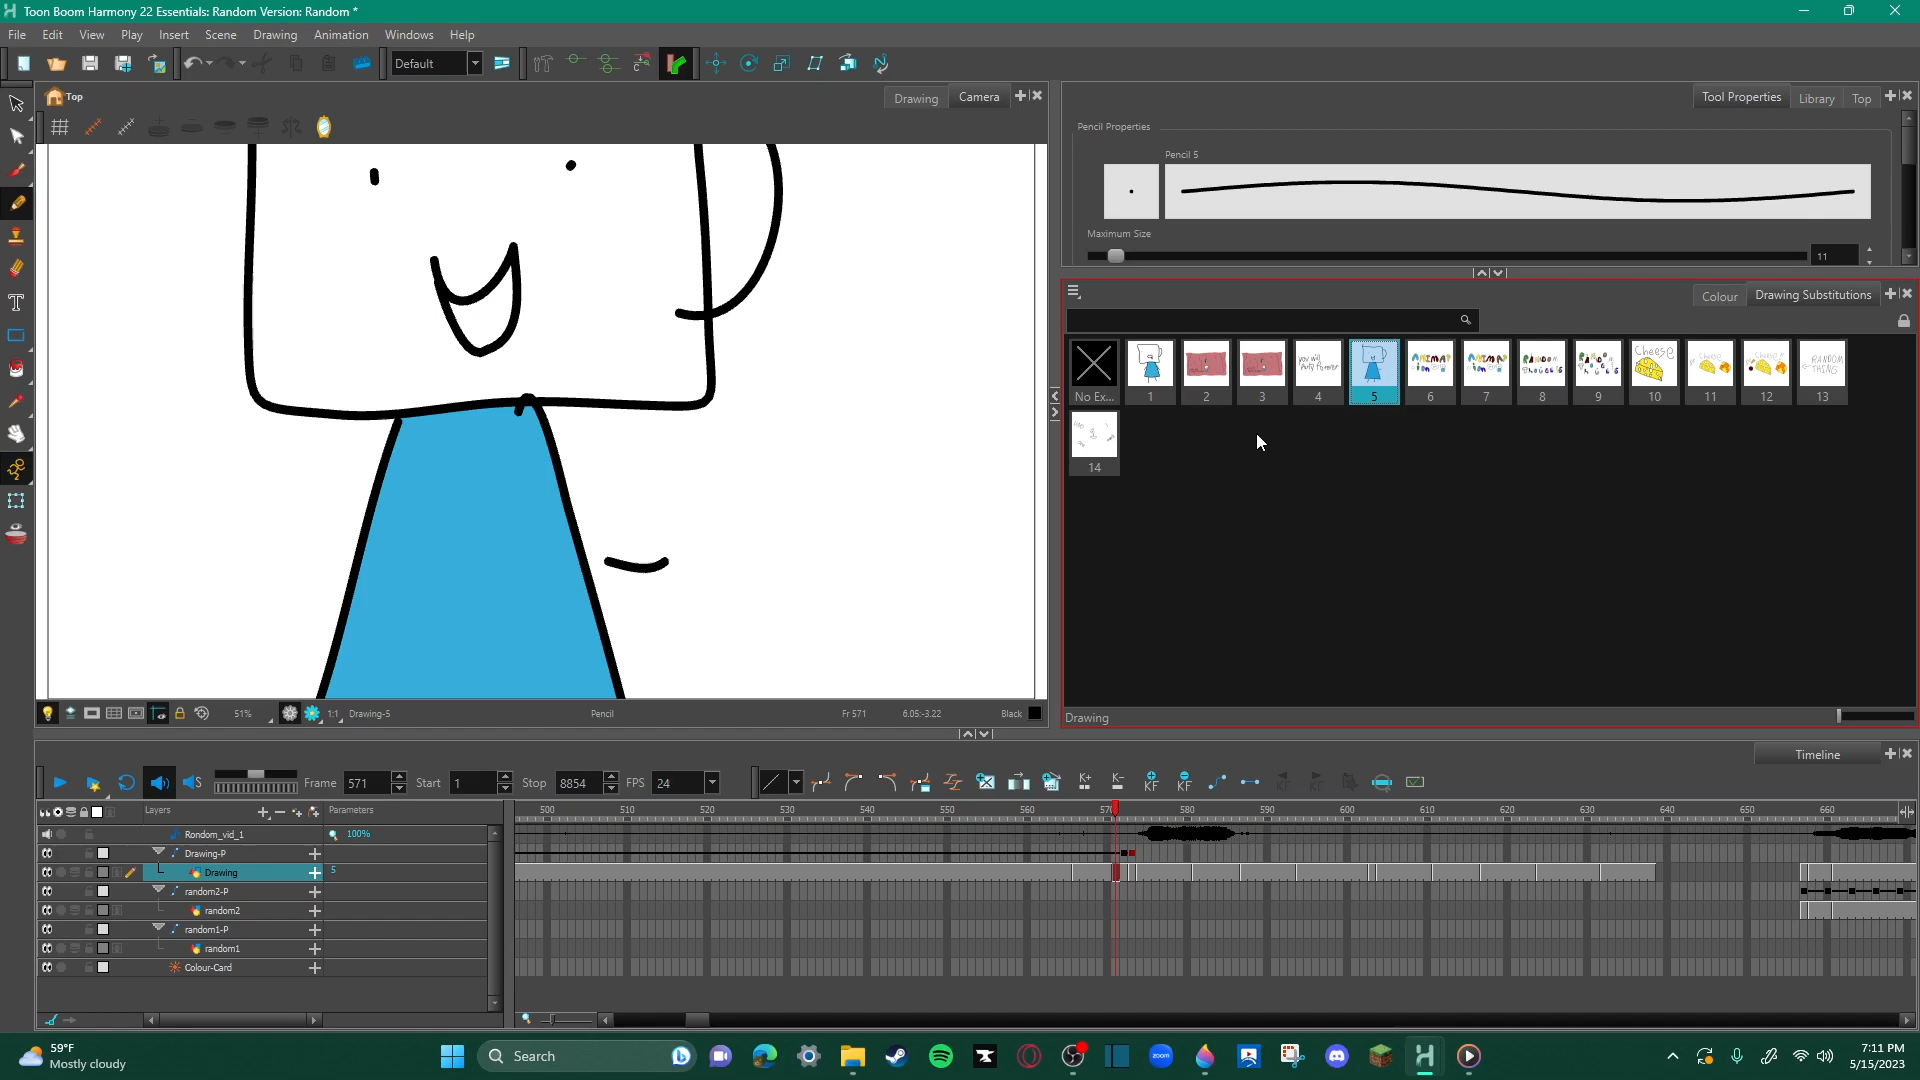 Toon Boom Harmony 22 Essentials: Random Version: Random *
File Edit View Play Insert Scene Drawing Animation Windows Help
Default
Top
Drawing Camera
Tool Properties Library Top
Pencil Properties
Pencil 5
Maximum Size
11
Colour Drawing Substitutions
No Ex... 1 2 3 4 5 6 7 8 9 10 11 12 13
14
Drawing
51% 1:1 Drawing-5 Pencil Fr 571 6.05:-3.22 Black
Timeline
Frame 571 Start 1 Stop 8854 FPS 24
Layers Parameters
500 510 520 530 540 550 560 570 580 590 600 610 620 630 640 650 660
Rondom_vid_1 100%
Drawing-P
Drawing 5
random2-P
random2
random1-P
random1
Colour-Card
59°F
Mostly cloudy
Search
zoom
7:11 PM
5/15/2023